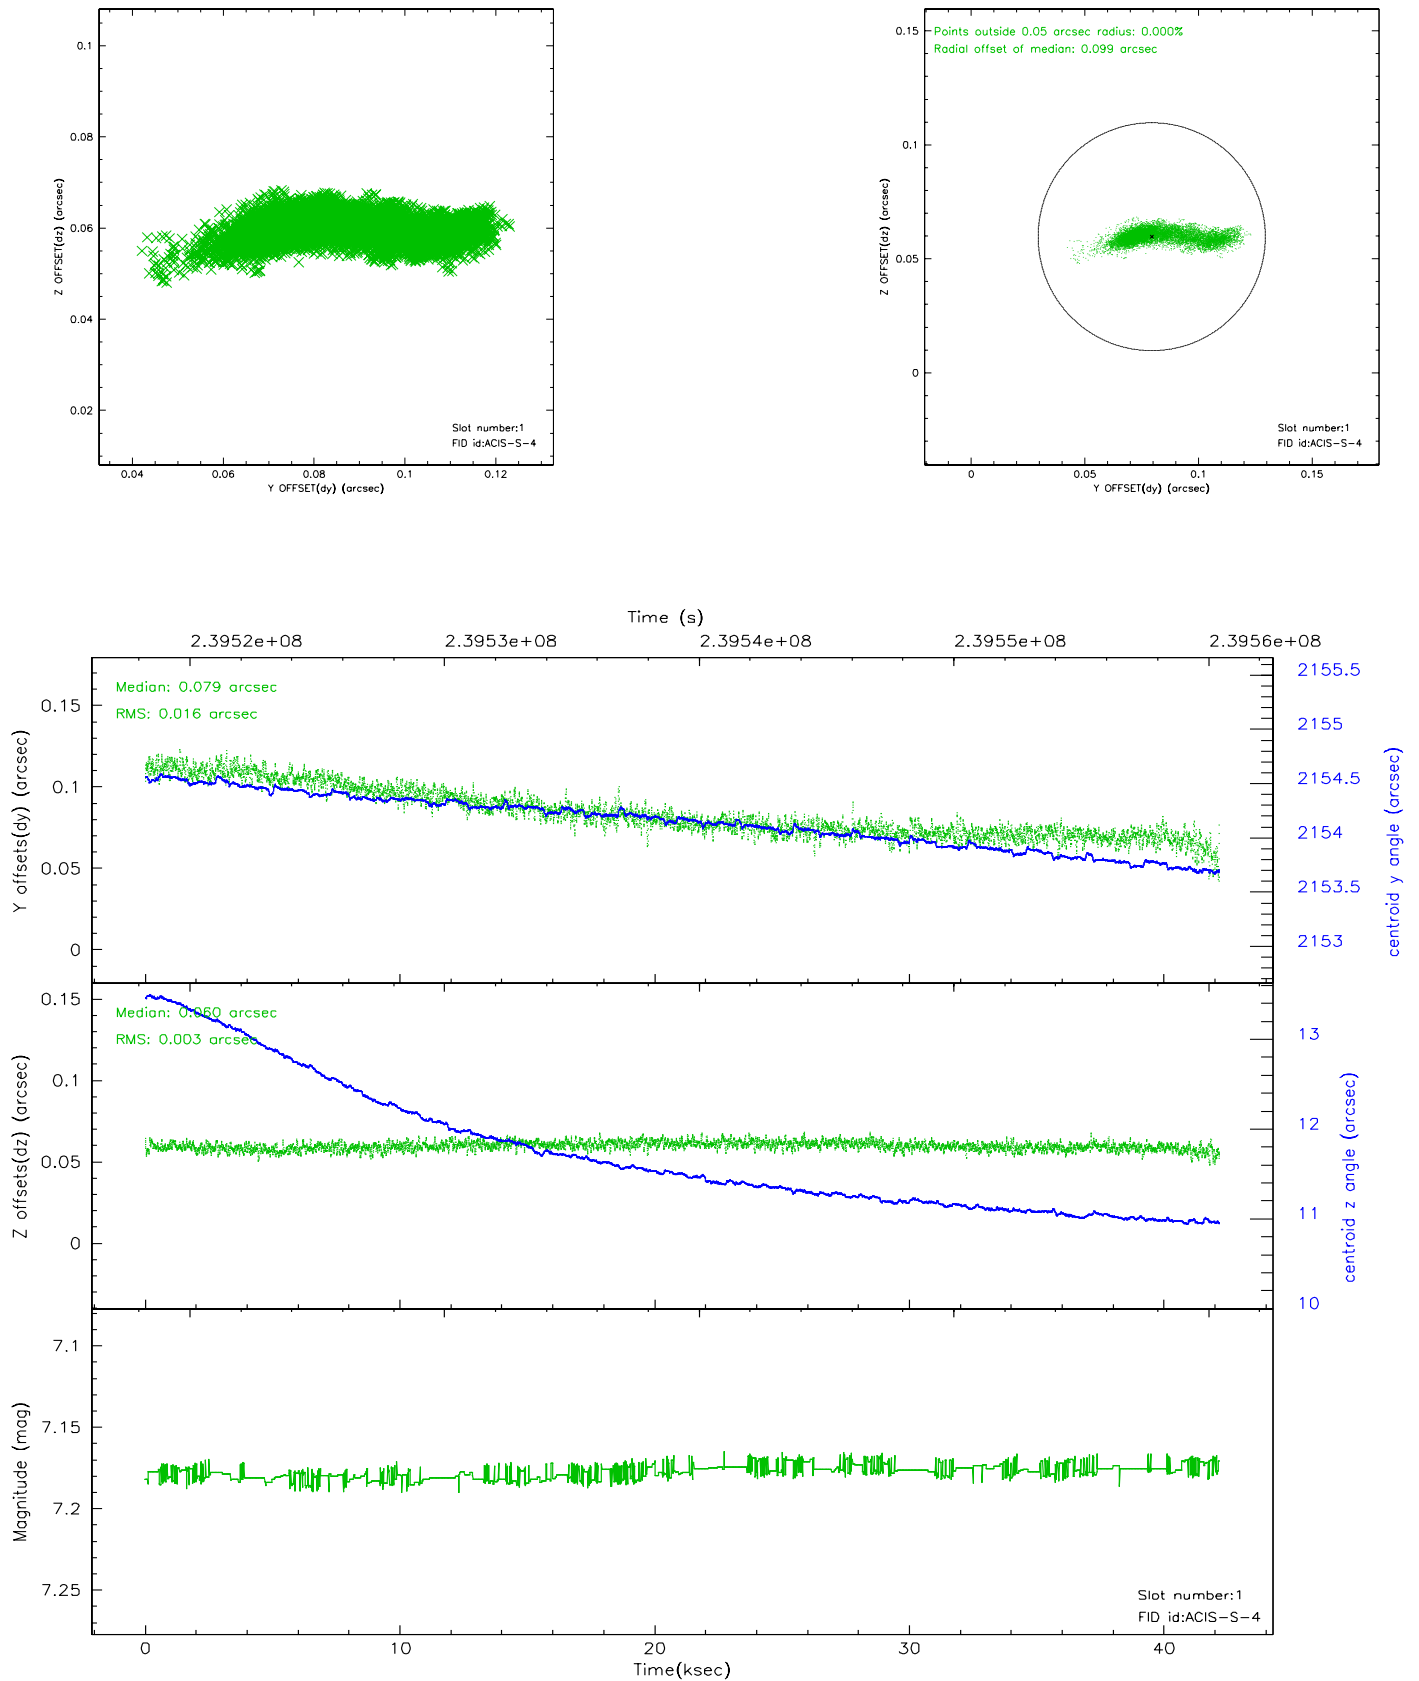 0.1
0.08
0.06
0.04
0.02
Z OFFSET(dz) (arcsec)
Slot number:1
FID id:ACIS-S-4
0.04 0.06 0.08 0.1 0.12
Y OFFSET(dy) (arcsec)
Points outside 0.05 arcsec radius: 0.000%
Radial offset of median: 0.099 arcsec
0.15
0.1
0.05
0
Z OFFSET(dz) (arcsec)
Slot number:1
FID id:ACIS-S-4
0 0.05 0.1 0.15
Y OFFSET(dy) (arcsec)
Time (s)
2.3952e+08 2.3953e+08 2.3954e+08 2.3955e+08 2.3956e+08
Median: 0.079 arcsec
RMS: 0.016 arcsec
0.15
0.1
0.05
0
Y offsets(dy) (arcsec)
2155.5
2155
2154.5
2154
2153.5
2153
centroid y angle (arcsec)
Median: 0.060 arcsec
RMS: 0.003 arcsec
0.15
0.1
0.05
0
Z offsets(dz) (arcsec)
13
12
11
10
centroid z angle (arcsec)
7.1
7.15
7.2
7.25
Magnitude (mag)
Slot number:1
FID id:ACIS-S-4
0 10 20 30 40
Time(ksec)